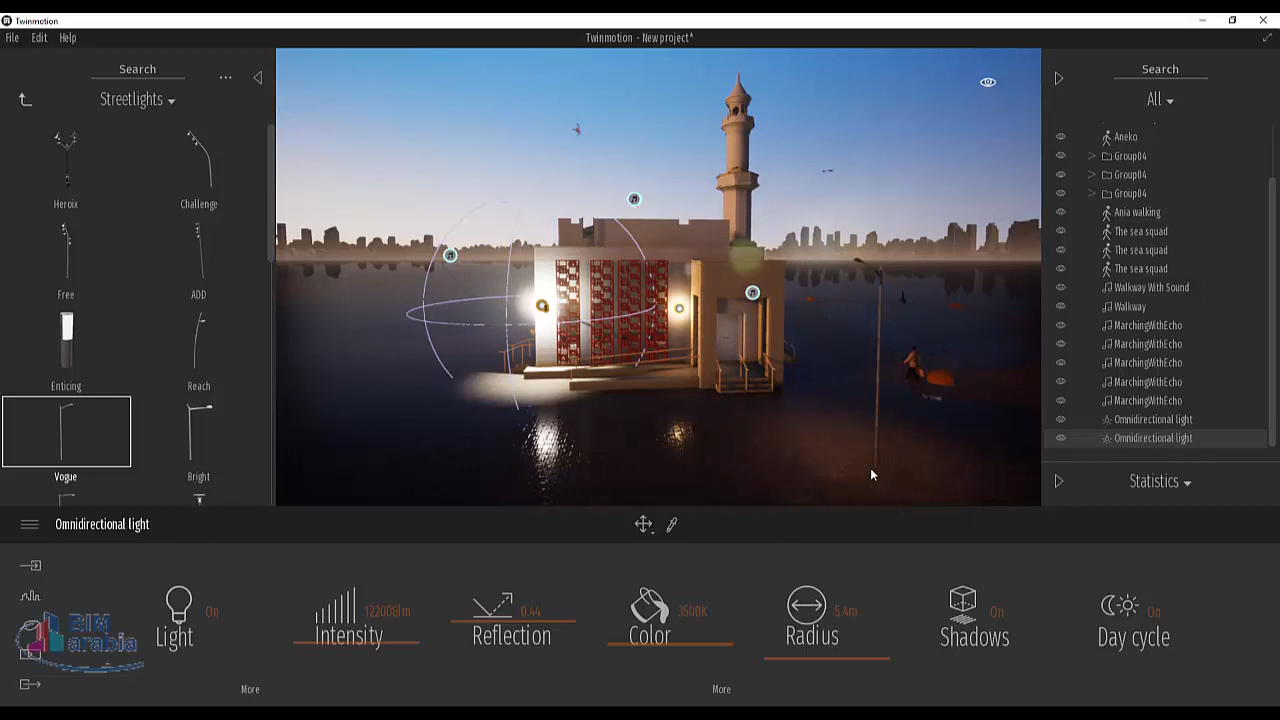 Twinmotion
File Edit Help
Twinmotion - New project*
Search
...
Streetlights
Heroix
Challenge
Free
ADD
Enticing
Reach
Vogue
Bright
Search
All
Aneko
Group04
Group04
Group04
Ania walking
The sea squad
The sea squad
The sea squad
Walkway With Sound
Walkway
MarchingWithEcho
MarchingWithEcho
MarchingWithEcho
MarchingWithEcho
MarchingWithEcho
Omnidirectional light
Omnidirectional light
Statistics
Omnidirectional light
On
Light
122008lm
Intensity
0.44
Reflection
3500K
Color
5.4m
Radius
On
Shadows
On
Day cycle
More
More
BIM
arabia